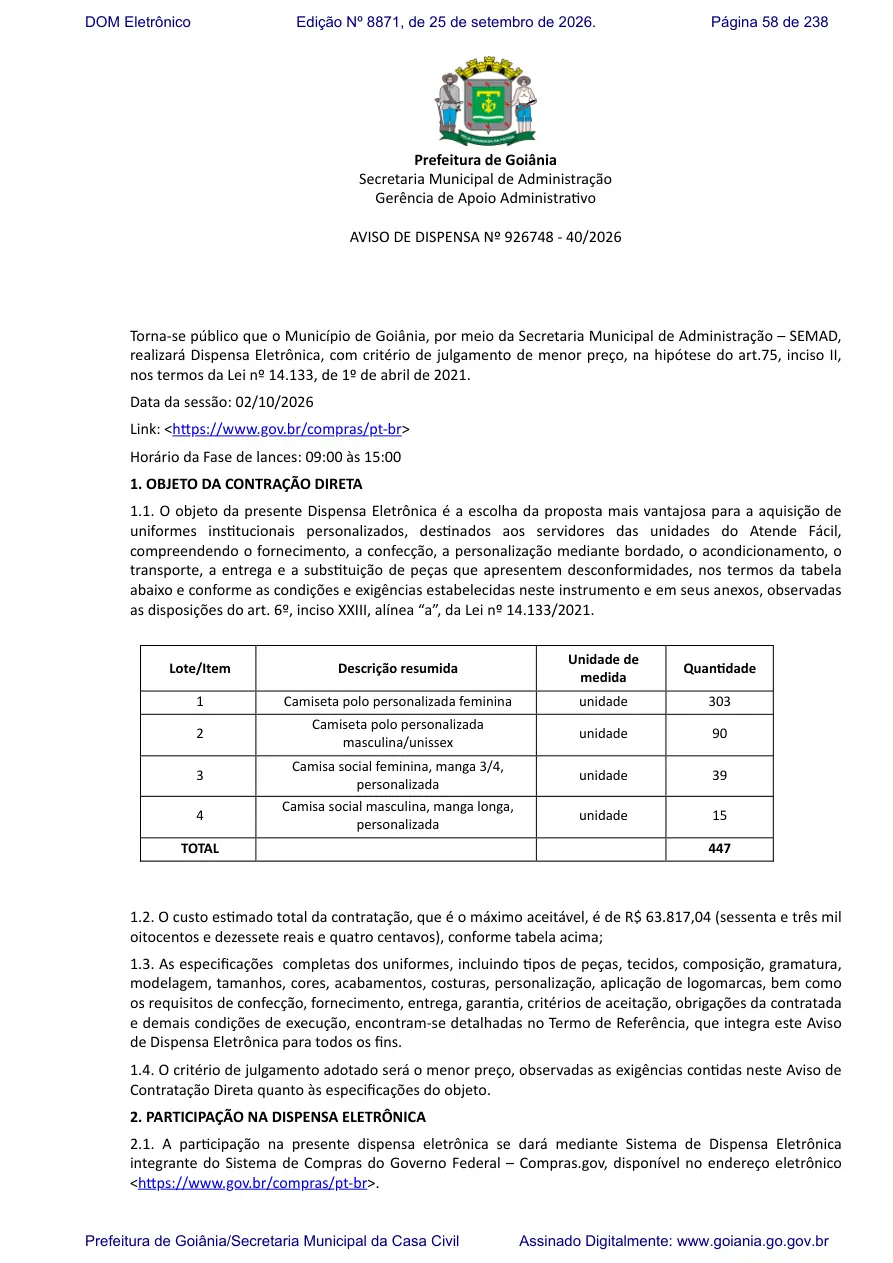 DOM Eletrônico Edição Nº 8871, de 25 de setembro de 2026. Página 58 de 238
Prefeitura de Goiânia
Secretaria Municipal de Administração
Gerência de Apoio Administrativo
AVISO DE DISPENSA Nº 926748 - 40/2026
Torna-se público que o Município de Goiânia, por meio da Secretaria Municipal de Administração – SEMAD,
realizará Dispensa Eletrônica, com critério de julgamento de menor preço, na hipótese do art.75, inciso II,
nos termos da Lei nº 14.133, de 1º de abril de 2021.
Data da sessão: 02/10/2026
Link: <https://www.gov.br/compras/pt-br>
Horário da Fase de lances: 09:00 às 15:00
1. OBJETO DA CONTRAÇÃO DIRETA
1.1. O objeto da presente Dispensa Eletrônica é a escolha da proposta mais vantajosa para a aquisição de
uniformes institucionais personalizados, destinados aos servidores das unidades do Atende Fácil,
compreendendo o fornecimento, a confecção, a personalização mediante bordado, o acondicionamento, o
transporte, a entrega e a substituição de peças que apresentem desconformidades, nos termos da tabela
abaixo e conforme as condições e exigências estabelecidas neste instrumento e em seus anexos, observadas
as disposições do art. 6º, inciso XXIII, alínea “a”, da Lei nº 14.133/2021.
Lote/Item Descrição resumida Unidade de medida Quantidade
1 Camiseta polo personalizada feminina unidade 303
2 Camiseta polo personalizada masculina/unissex unidade 90
3 Camisa social feminina, manga 3/4, personalizada unidade 39
4 Camisa social masculina, manga longa, personalizada unidade 15
TOTAL 447
1.2. O custo estimado total da contratação, que é o máximo aceitável, é de R$ 63.817,04 (sessenta e três mil
oitocentos e dezessete reais e quatro centavos), conforme tabela acima;
1.3. As especificações completas dos uniformes, incluindo tipos de peças, tecidos, composição, gramatura,
modelagem, tamanhos, cores, acabamentos, costuras, personalização, aplicação de logomarcas, bem como
os requisitos de confecção, fornecimento, entrega, garantia, critérios de aceitação, obrigações da contratada
e demais condições de execução, encontram-se detalhadas no Termo de Referência, que integra este Aviso
de Dispensa Eletrônica para todos os fins.
1.4. O critério de julgamento adotado será o menor preço, observadas as exigências contidas neste Aviso de
Contratação Direta quanto às especificações do objeto.
2. PARTICIPAÇÃO NA DISPENSA ELETRÔNICA
2.1. A participação na presente dispensa eletrônica se dará mediante Sistema de Dispensa Eletrônica
integrante do Sistema de Compras do Governo Federal – Compras.gov, disponível no endereço eletrônico
<https://www.gov.br/compras/pt-br>.
Prefeitura de Goiânia/Secretaria Municipal da Casa Civil Assinado Digitalmente: www.goiania.go.gov.br